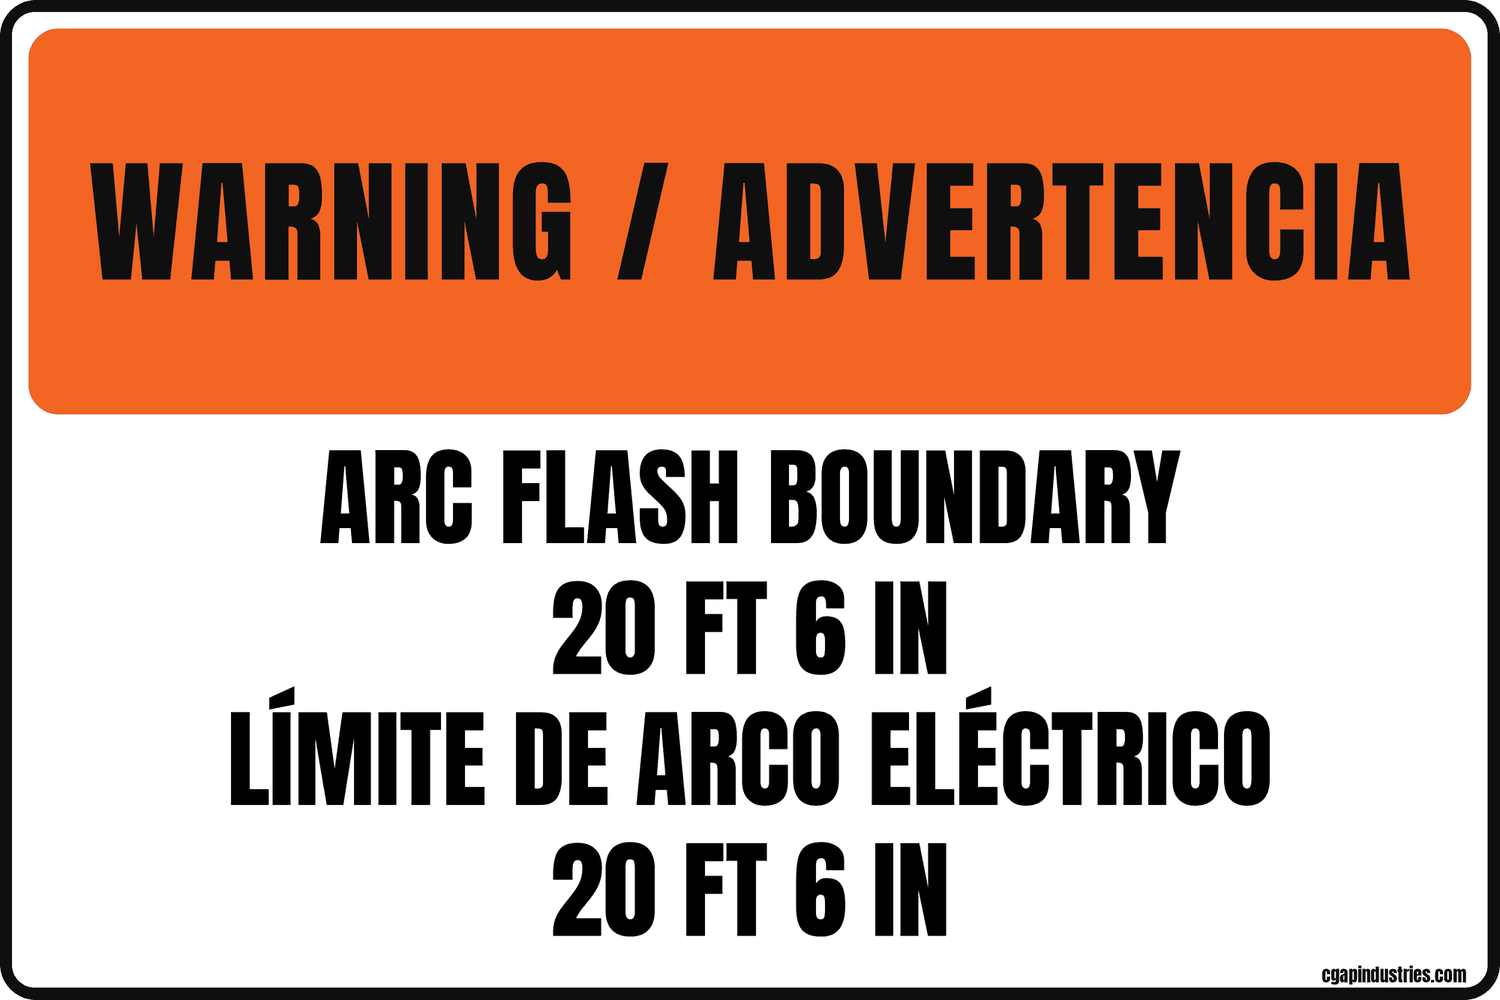 WARNING / ADVERTENCIA
ARC FLASH BOUNDARY
20 FT 6 IN
LÍMITE DE ARCO ELÉCTRICO
20 FT 6 IN
cgapindustries.com